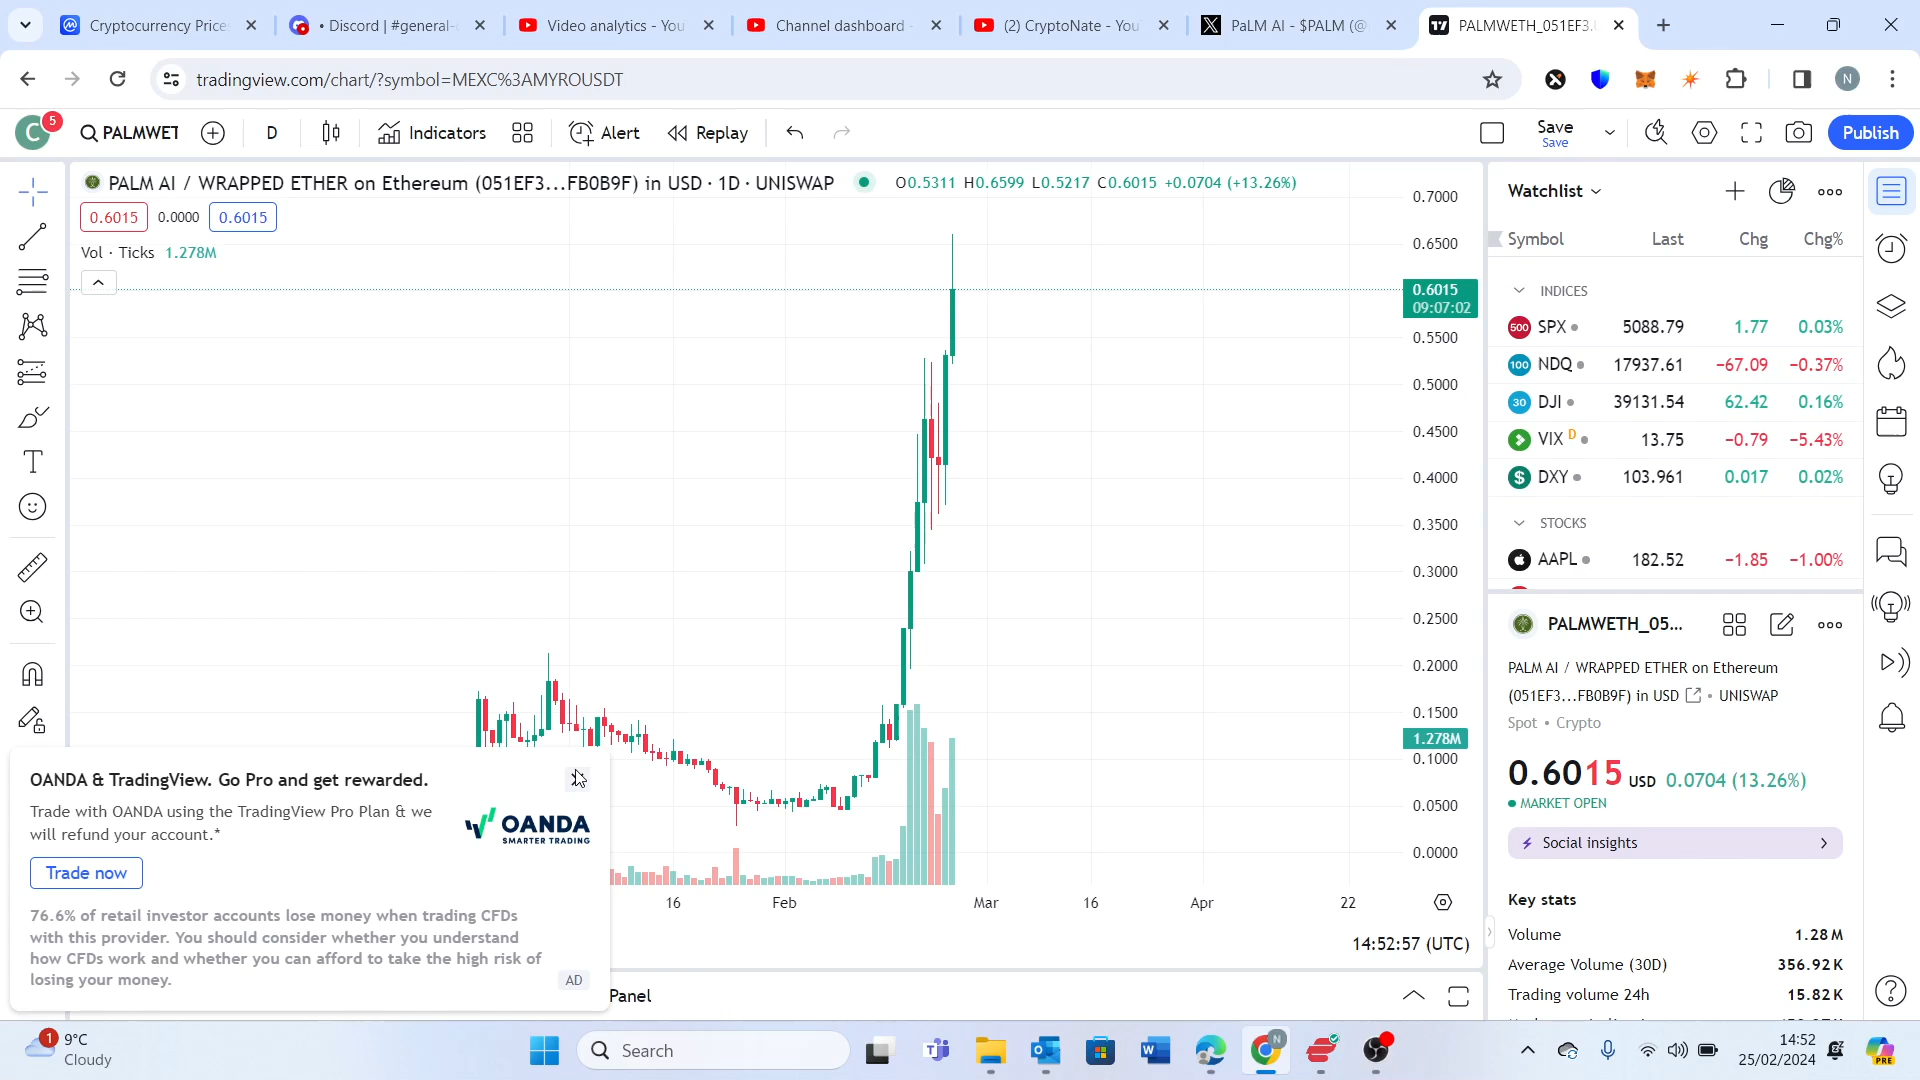 Cryptocurrency Price
• Discord | #general-
Video analytics - You
Channel dashboard -
(2) CryptoNate - You
PaLM AI - $PALM (@
PALMWETH_051EF3.
tradingview.com/chart/?symbol=MEXC%3AMYROUSDT
N
C 5
PALMWET
D
Indicators
Alert
Replay
Save
Save
Publish
PALM AI / WRAPPED ETHER on Ethereum (051EF3...FB0B9F) in USD · 1D · UNISWAP
O0.5311 H0.6599 L0.5217 C0.6015 +0.0704 (+13.26%)
0.6015 0.0000 0.6015
Vol · Ticks 1.278M
0.7000
0.6500
0.6015
09:07:02
0.5500
0.5000
0.4500
0.4000
0.3500
0.3000
0.2500
0.2000
0.1500
1.278M
0.1000
0.0500
0.0000
16 Feb Mar 16 Apr 22
14:52:57 (UTC)
Panel
OANDA & TradingView. Go Pro and get rewarded.
Trade with OANDA using the TradingView Pro Plan & we
will refund your account.*
OANDA
SMARTER TRADING
Trade now
76.6% of retail investor accounts lose money when trading CFDs
with this provider. You should consider whether you understand
how CFDs work and whether you can afford to take the high risk of
losing your money.
AD
Watchlist
Symbol Last Chg Chg%
INDICES
500 SPX 5088.79 1.77 0.03%
100 NDQ 17937.61 −67.09 −0.37%
30 DJI 39131.54 62.42 0.16%
VIX D 13.75 −0.79 −5.43%
$ DXY 103.961 0.017 0.02%
STOCKS
AAPL 182.52 −1.85 −1.00%
PALMWETH_05...
PALM AI / WRAPPED ETHER on Ethereum
(051EF3...FB0B9F) in USD • UNISWAP
Spot • Crypto
0.6015 USD 0.0704 (13.26%)
MARKET OPEN
Social insights
Key stats
Volume 1.28M
Average Volume (30D) 356.92K
Trading volume 24h 15.82K
1
9°C
Cloudy
Search
14:52
25/02/2024
PRE